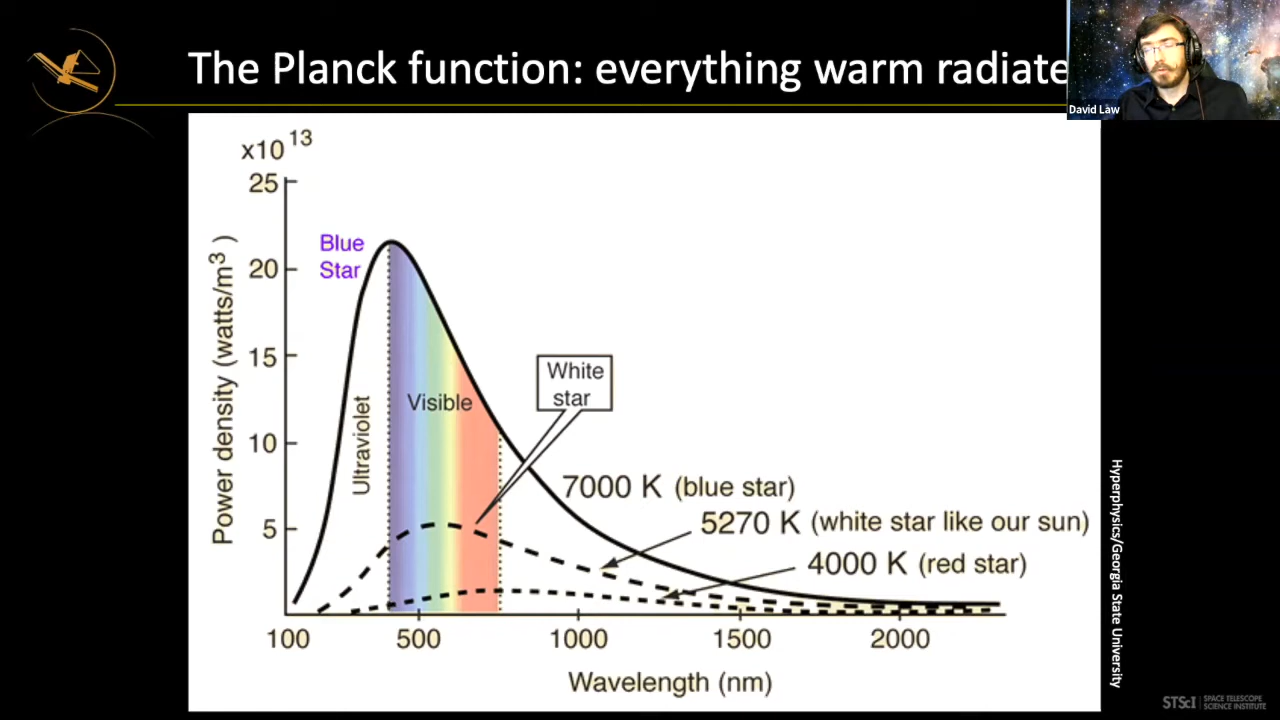 The Planck function: everything warm radiate
David Law
x10 13
25
20
15
10
5
Power density (watts/m3)
Blue
Star
Ultraviolet
Visible
White
star
7000 K (blue star)
5270 K (white star like our sun)
4000 K (red star)
100
500
1000
1500
2000
Wavelength (nm)
Hyperphysics/Georgia State University
STScI
SPACE TELESCOPE
SCIENCE INSTITUTE